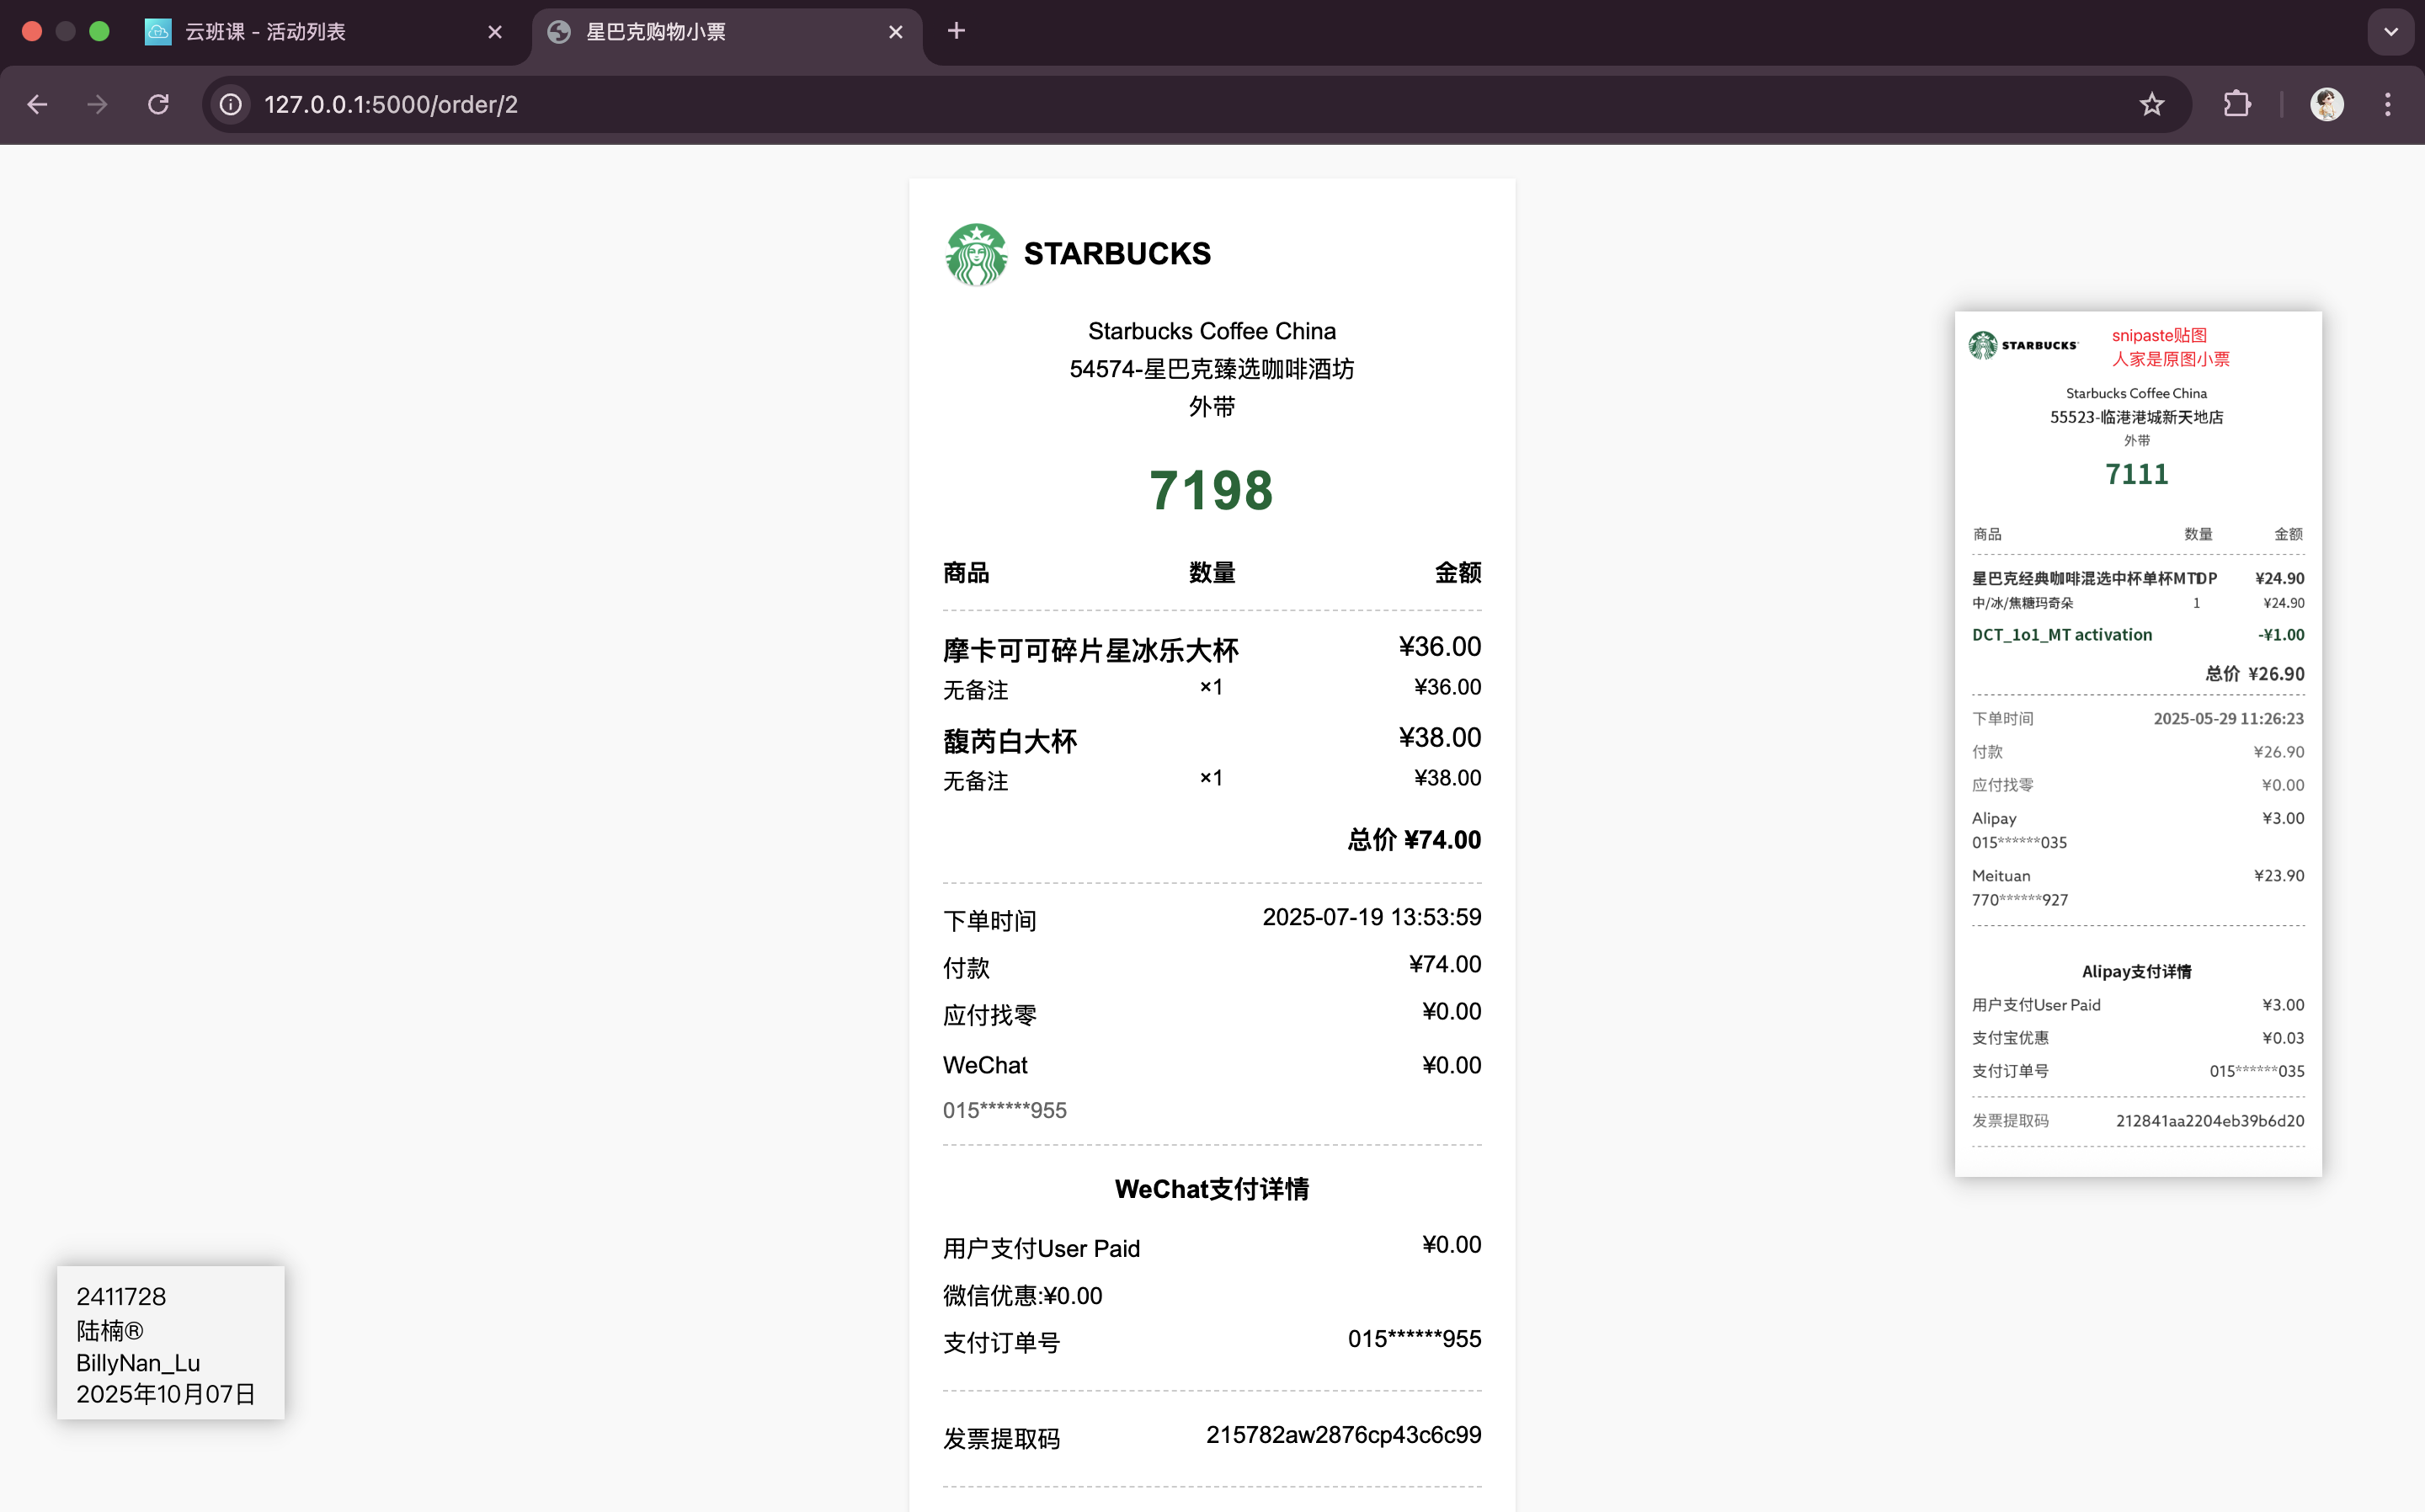 云班课 - 活动列表
星巴克购物小票
127.0.0.1:5000/order/2
STARBUCKS
Starbucks Coffee China
54574-星巴克臻选咖啡酒坊
外带
7198
商品 数量 金额
摩卡可可碎片星冰乐大杯 ¥36.00
无备注 ×1 ¥36.00
馥芮白大杯 ¥38.00
无备注 ×1 ¥38.00
总价 ¥74.00
下单时间 2025-07-19 13:53:59
付款 ¥74.00
应付找零 ¥0.00
WeChat ¥0.00
015******955
WeChat支付详情
用户支付User Paid ¥0.00
微信优惠:¥0.00
支付订单号 015******955
发票提取码 215782aw2876cp43c6c99
STARBUCKS
snipaste贴图
人家是原图小票
Starbucks Coffee China
55523-临港港城新天地店
外带
7111
商品 数量 金额
星巴克经典咖啡混选中杯单杯MTDP ¥24.90
中/冰/焦糖玛奇朵 1 ¥24.90
DCT_1o1_MT activation -¥1.00
总价 ¥26.90
下单时间 2025-05-29 11:26:23
付款 ¥26.90
应付找零 ¥0.00
Alipay ¥3.00
015******035
Meituan ¥23.90
770******927
Alipay支付详情
用户支付User Paid ¥3.00
支付宝优惠 ¥0.03
支付订单号 015******035
发票提取码 212841aa2204eb39b6d20
2411728
陆楠®
BillyNan_Lu
2025年10月07日